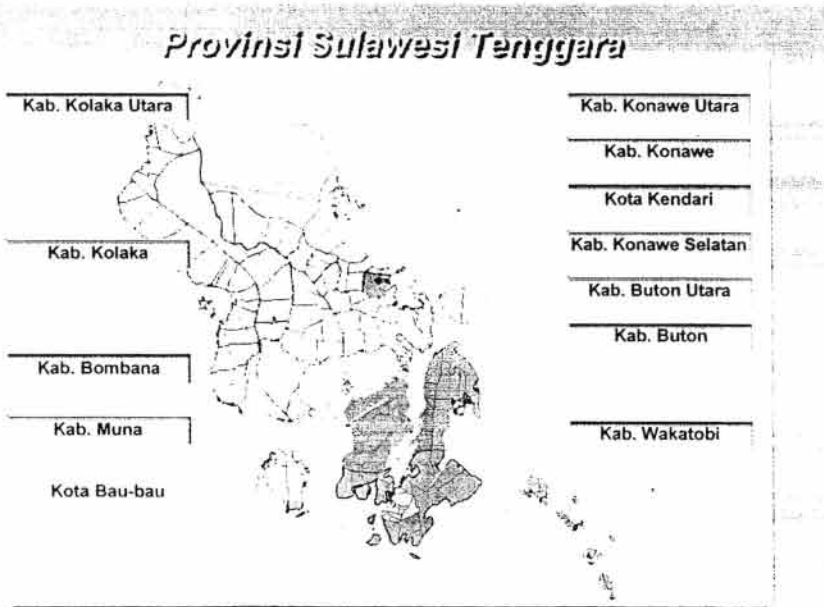 Provinsi Sulawesi Tenggara
Kab. Kolaka Utara
Kab. Kolaka
Kab. Bombana
Kab. Muna
Kota Bau-bau
Kab. Konawe Utara
Kab. Konawe
Kota Kendari
Kab. Konawe Selatan
Kab. Buton Utara
Kab. Buton
Kab. Wakatobi